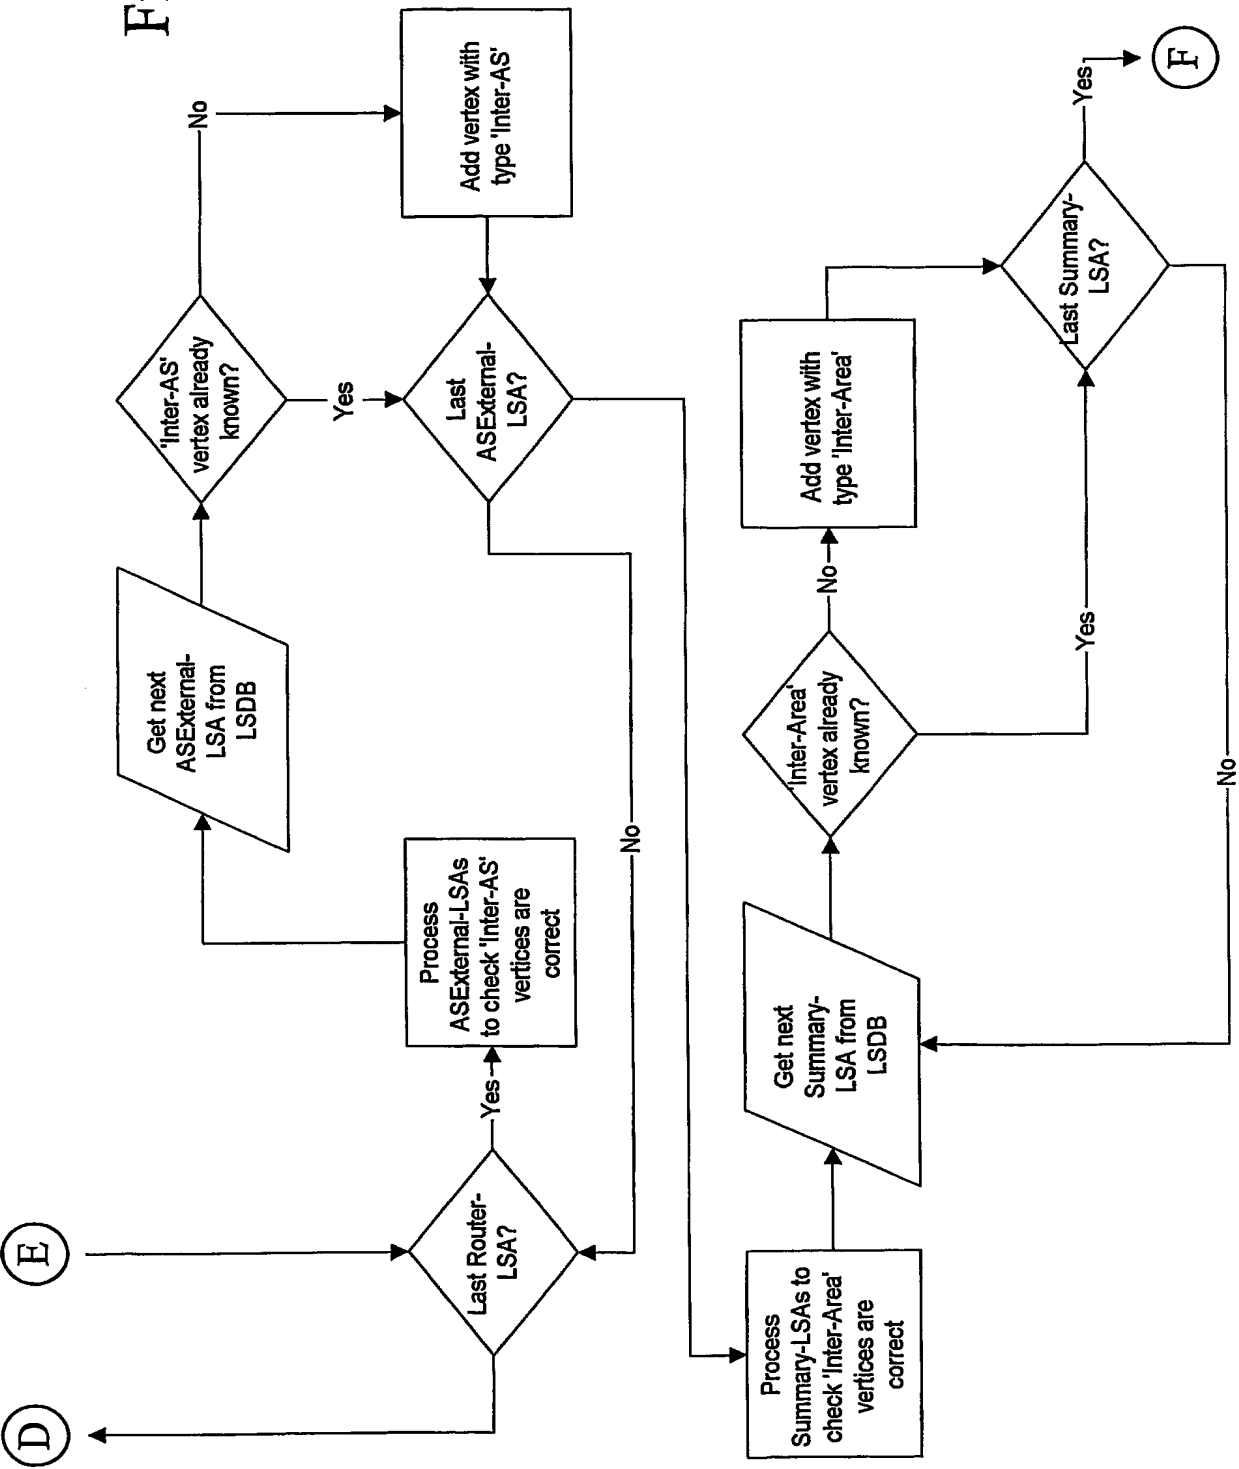 D
E
Last Router-
LSA?
Yes
Process
ASExternal-LSAs
to check 'Inter-AS'
vertices are
correct
Get next
ASExternal-
LSA from
LSDB
'Inter-AS'
vertex already
known?
No
Yes
Add vertex with
type 'Inter-AS'
Last
ASExternal-
LSA?
No
Process
Summary-LSAs to
check 'Inter-Area'
vertices are
correct
Get next
Summary-
LSA from
LSDB
'Inter-Area'
vertex already
known?
No
Add vertex with
type 'Inter-Area'
Yes
Last Summary-
LSA?
Yes
No
F